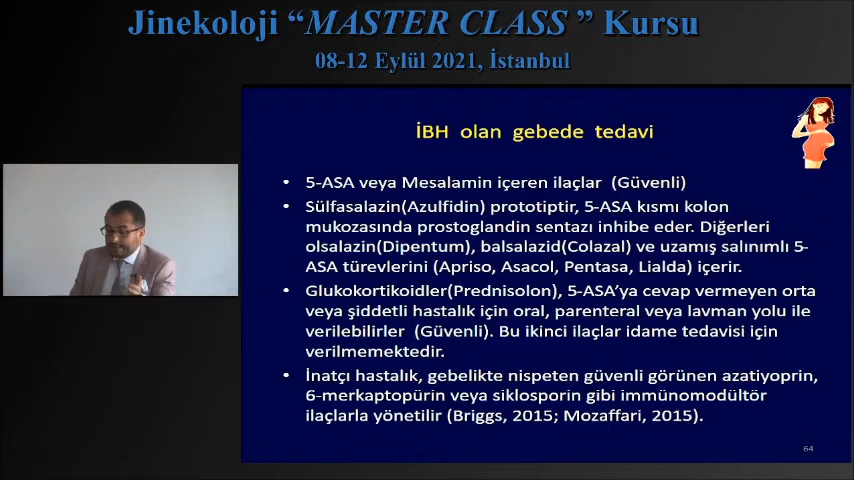 Jinekoloji “MASTER CLASS ” Kursu
08-12 Eylül 2021, İstanbul
İBH olan gebede tedavi
• 5-ASA veya Mesalamin içeren ilaçlar (Güvenli)
• Sülfasalazin(Azulfidin) prototiptir, 5-ASA kısmı kolon
mukozasında prostoglandin sentazı inhibe eder. Diğerleri
olsalazin(Dipentum), balsalazid(Colazal) ve uzamış salınımlı 5-
ASA türevlerini (Apriso, Asacol, Pentasa, Lialda) içerir.
• Glukokortikoidler(Prednisolon), 5-ASA’ya cevap vermeyen orta
veya şiddetli hastalık için oral, parenteral veya lavman yolu ile
verilebilirler (Güvenli). Bu ikinci ilaçlar idame tedavisi için
verilmemektedir.
• İnatçı hastalık, gebelikte nispeten güvenli görünen azatiyoprin,
6-merkaptopürin veya siklosporin gibi immünomodültör
ilaçlarla yönetilir (Briggs, 2015; Mozaffari, 2015).
64